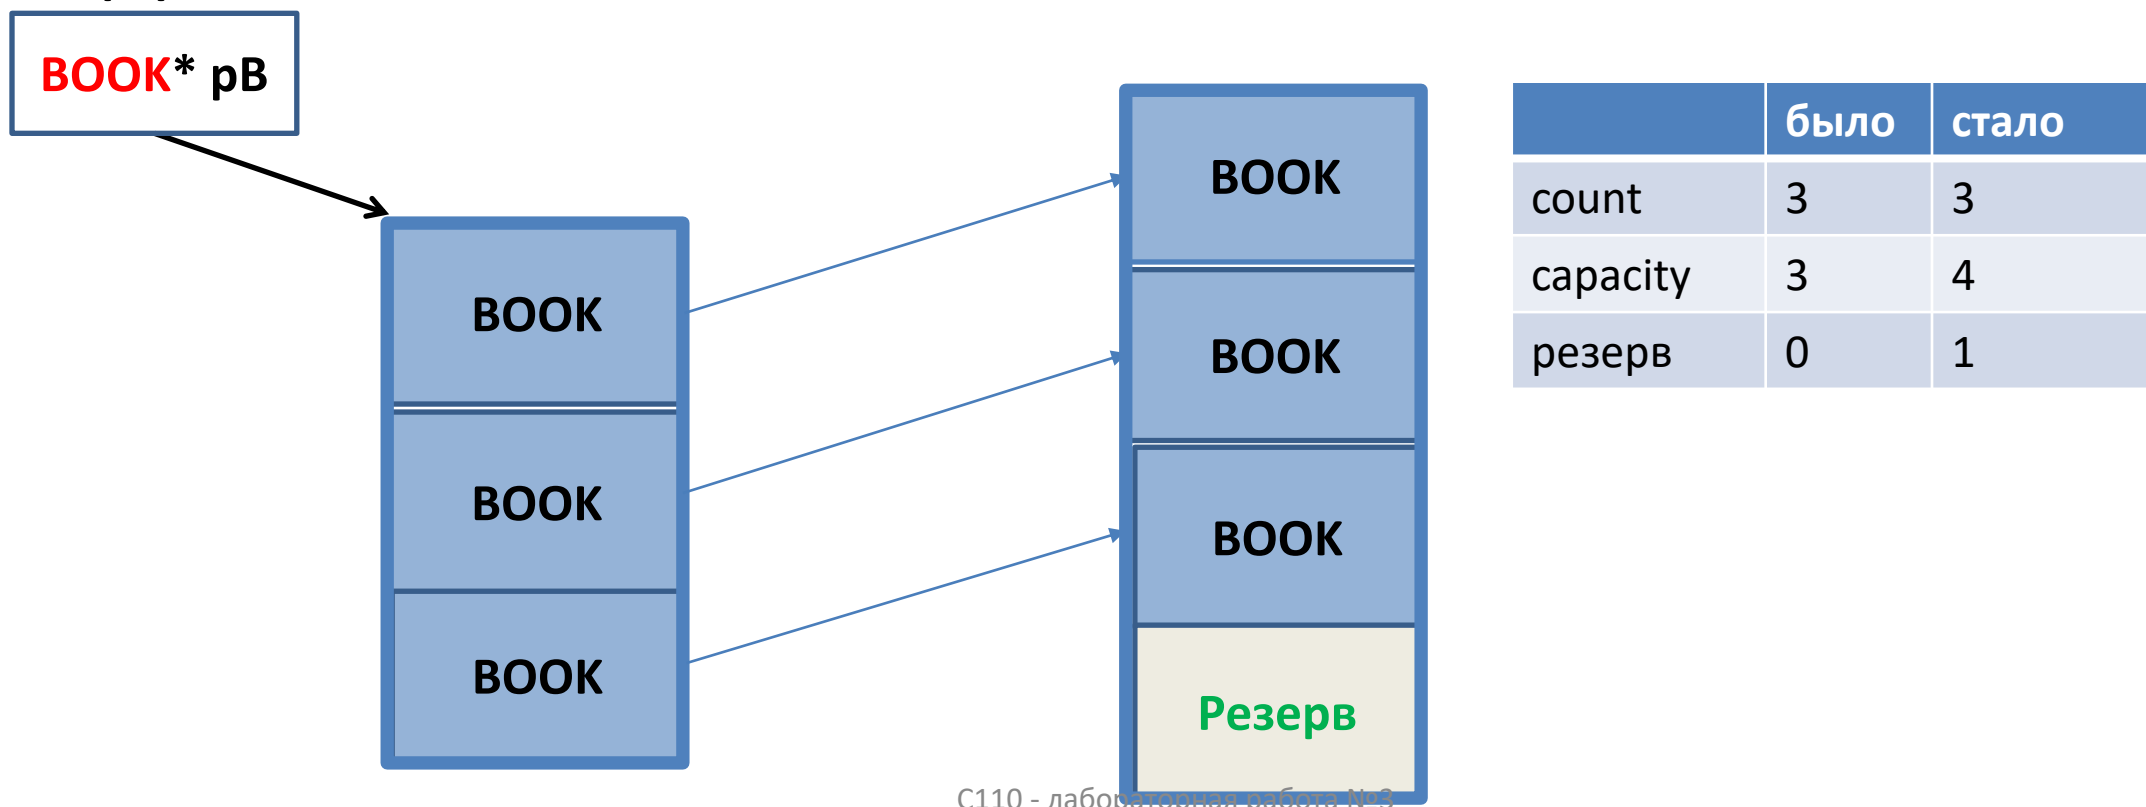 BOOK* pB
BOOK
BOOK
BOOK
BOOK
BOOK
BOOK
Резерв
было стало
count 3 3
capacity 3 4
резерв 0 1
C110 - лабораторная работа №3